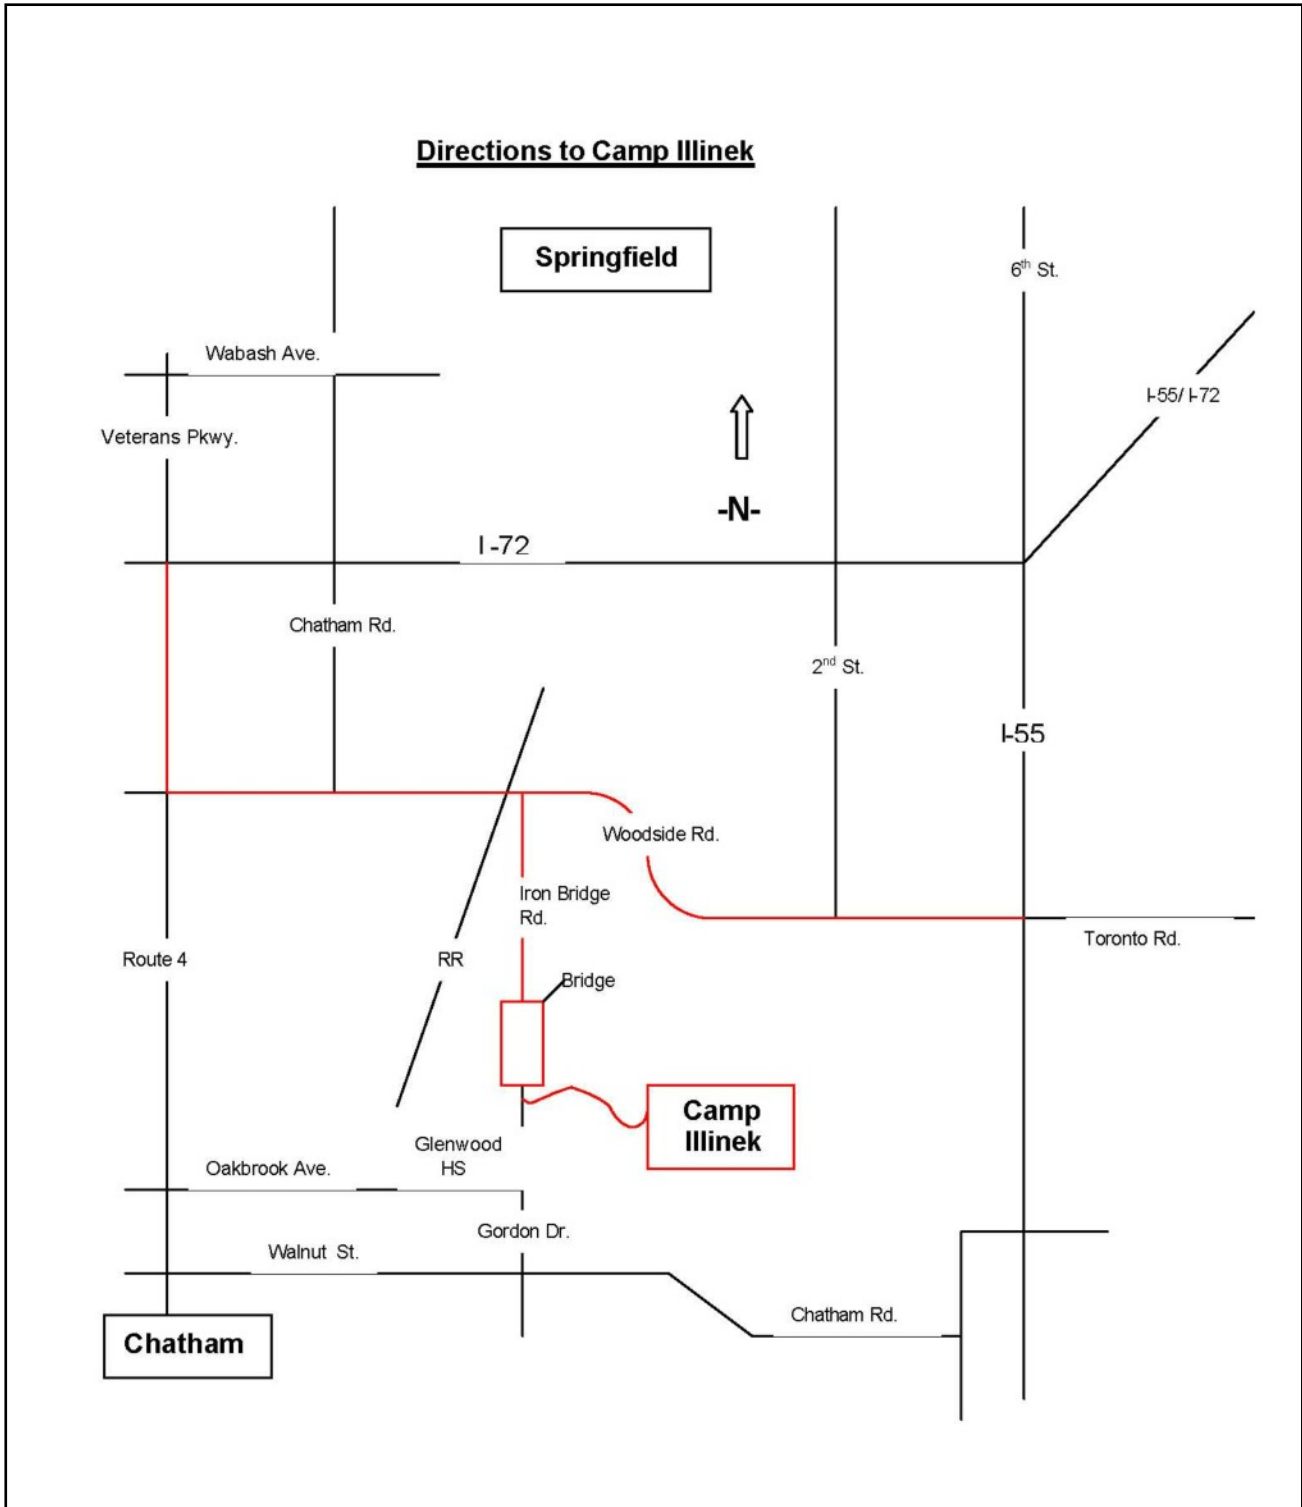 Directions to Camp Illinek
Springfield
6th St.
Wabash Ave.
I-55/ I-72
Veterans Pkwy.
-N-
I -72
Chatham Rd.
2nd St.
I-55
Woodside Rd.
Iron Bridge
Rd.
Toronto Rd.
Route 4
RR
Bridge
Camp
Illinek
Glenwood
HS
Oakbrook Ave.
Gordon Dr.
Walnut St.
Chatham Rd.
Chatham